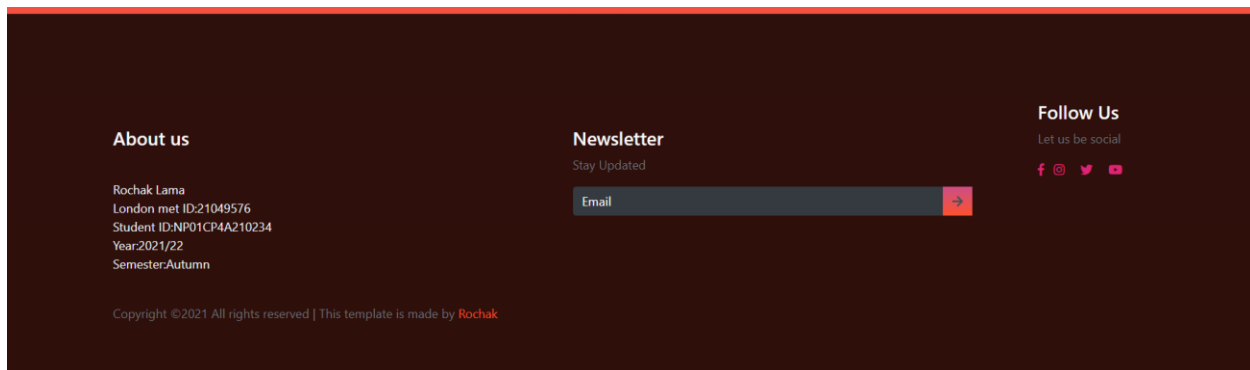 About us
Rochak Lama
London met ID:21049576
Student ID:NP01CP4A210234
Year:2021/22
Semester:Autumn
Copyright ©2021 All rights reserved | This template is made by Rochak
Newsletter
Stay Updated
Email
Follow Us
Let us be social